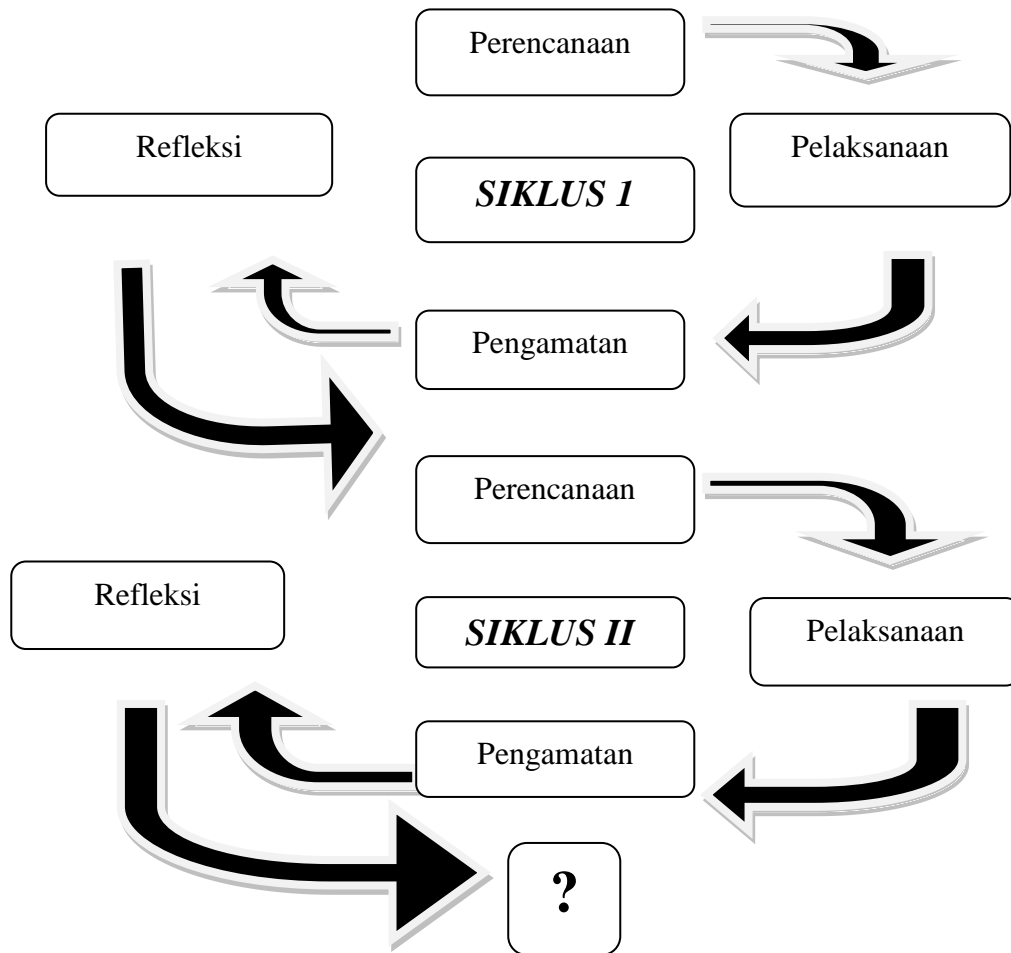 Perencanaan
Refleksi
Pelaksanaan
SIKLUS 1
Pengamatan
Perencanaan
Refleksi
Pelaksanaan
SIKLUS II
Pengamatan
?